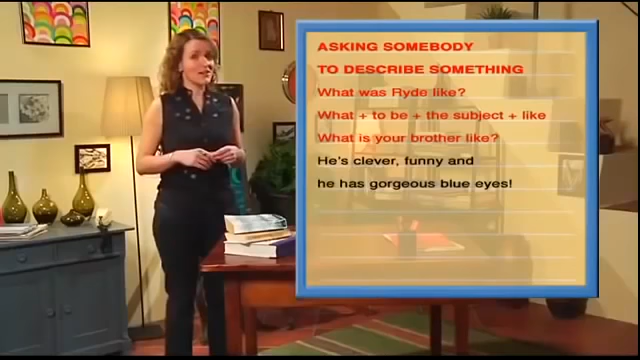 ASKING SOMEBODY
TO DESCRIBE SOMETHING
What was Ryde like?
What + to be + the subject + like
What is your brother like?
He's clever, funny and
he has gorgeous blue eyes!